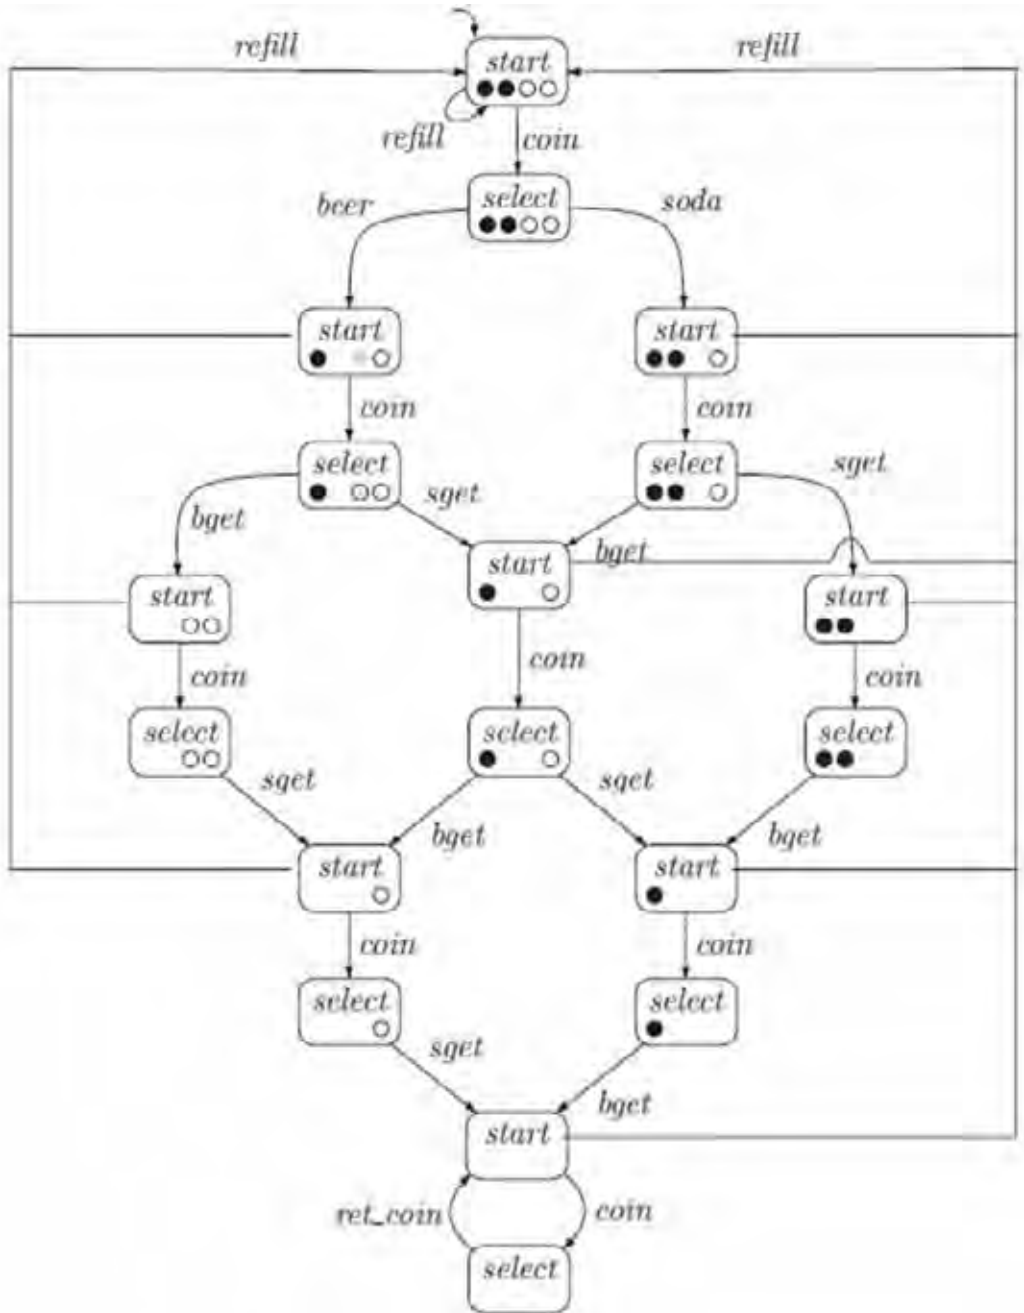 refill refill
start
refill coin
select
beer soda
start start
coin coin
select select
sget
sget
bget
bget
start
start start
coin
coin coin
select select select
sget sget
bget bget
start start
coin coin
select select
sget
bget
start
ret_coin coin
select